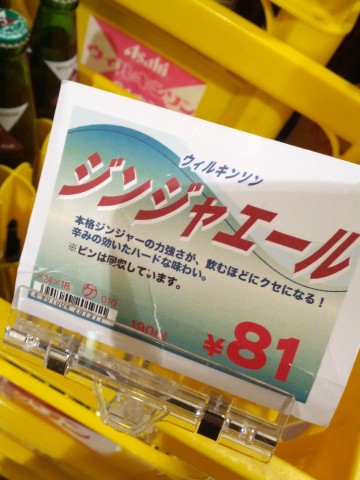 Asahi
ウィルキンソン
ジンジャエール
本格ジンジャーの力強さが、飲むほどにクセになる！
辛みの効いたハードな味わい。
※ビンは回収しています。
010
190ml
¥81